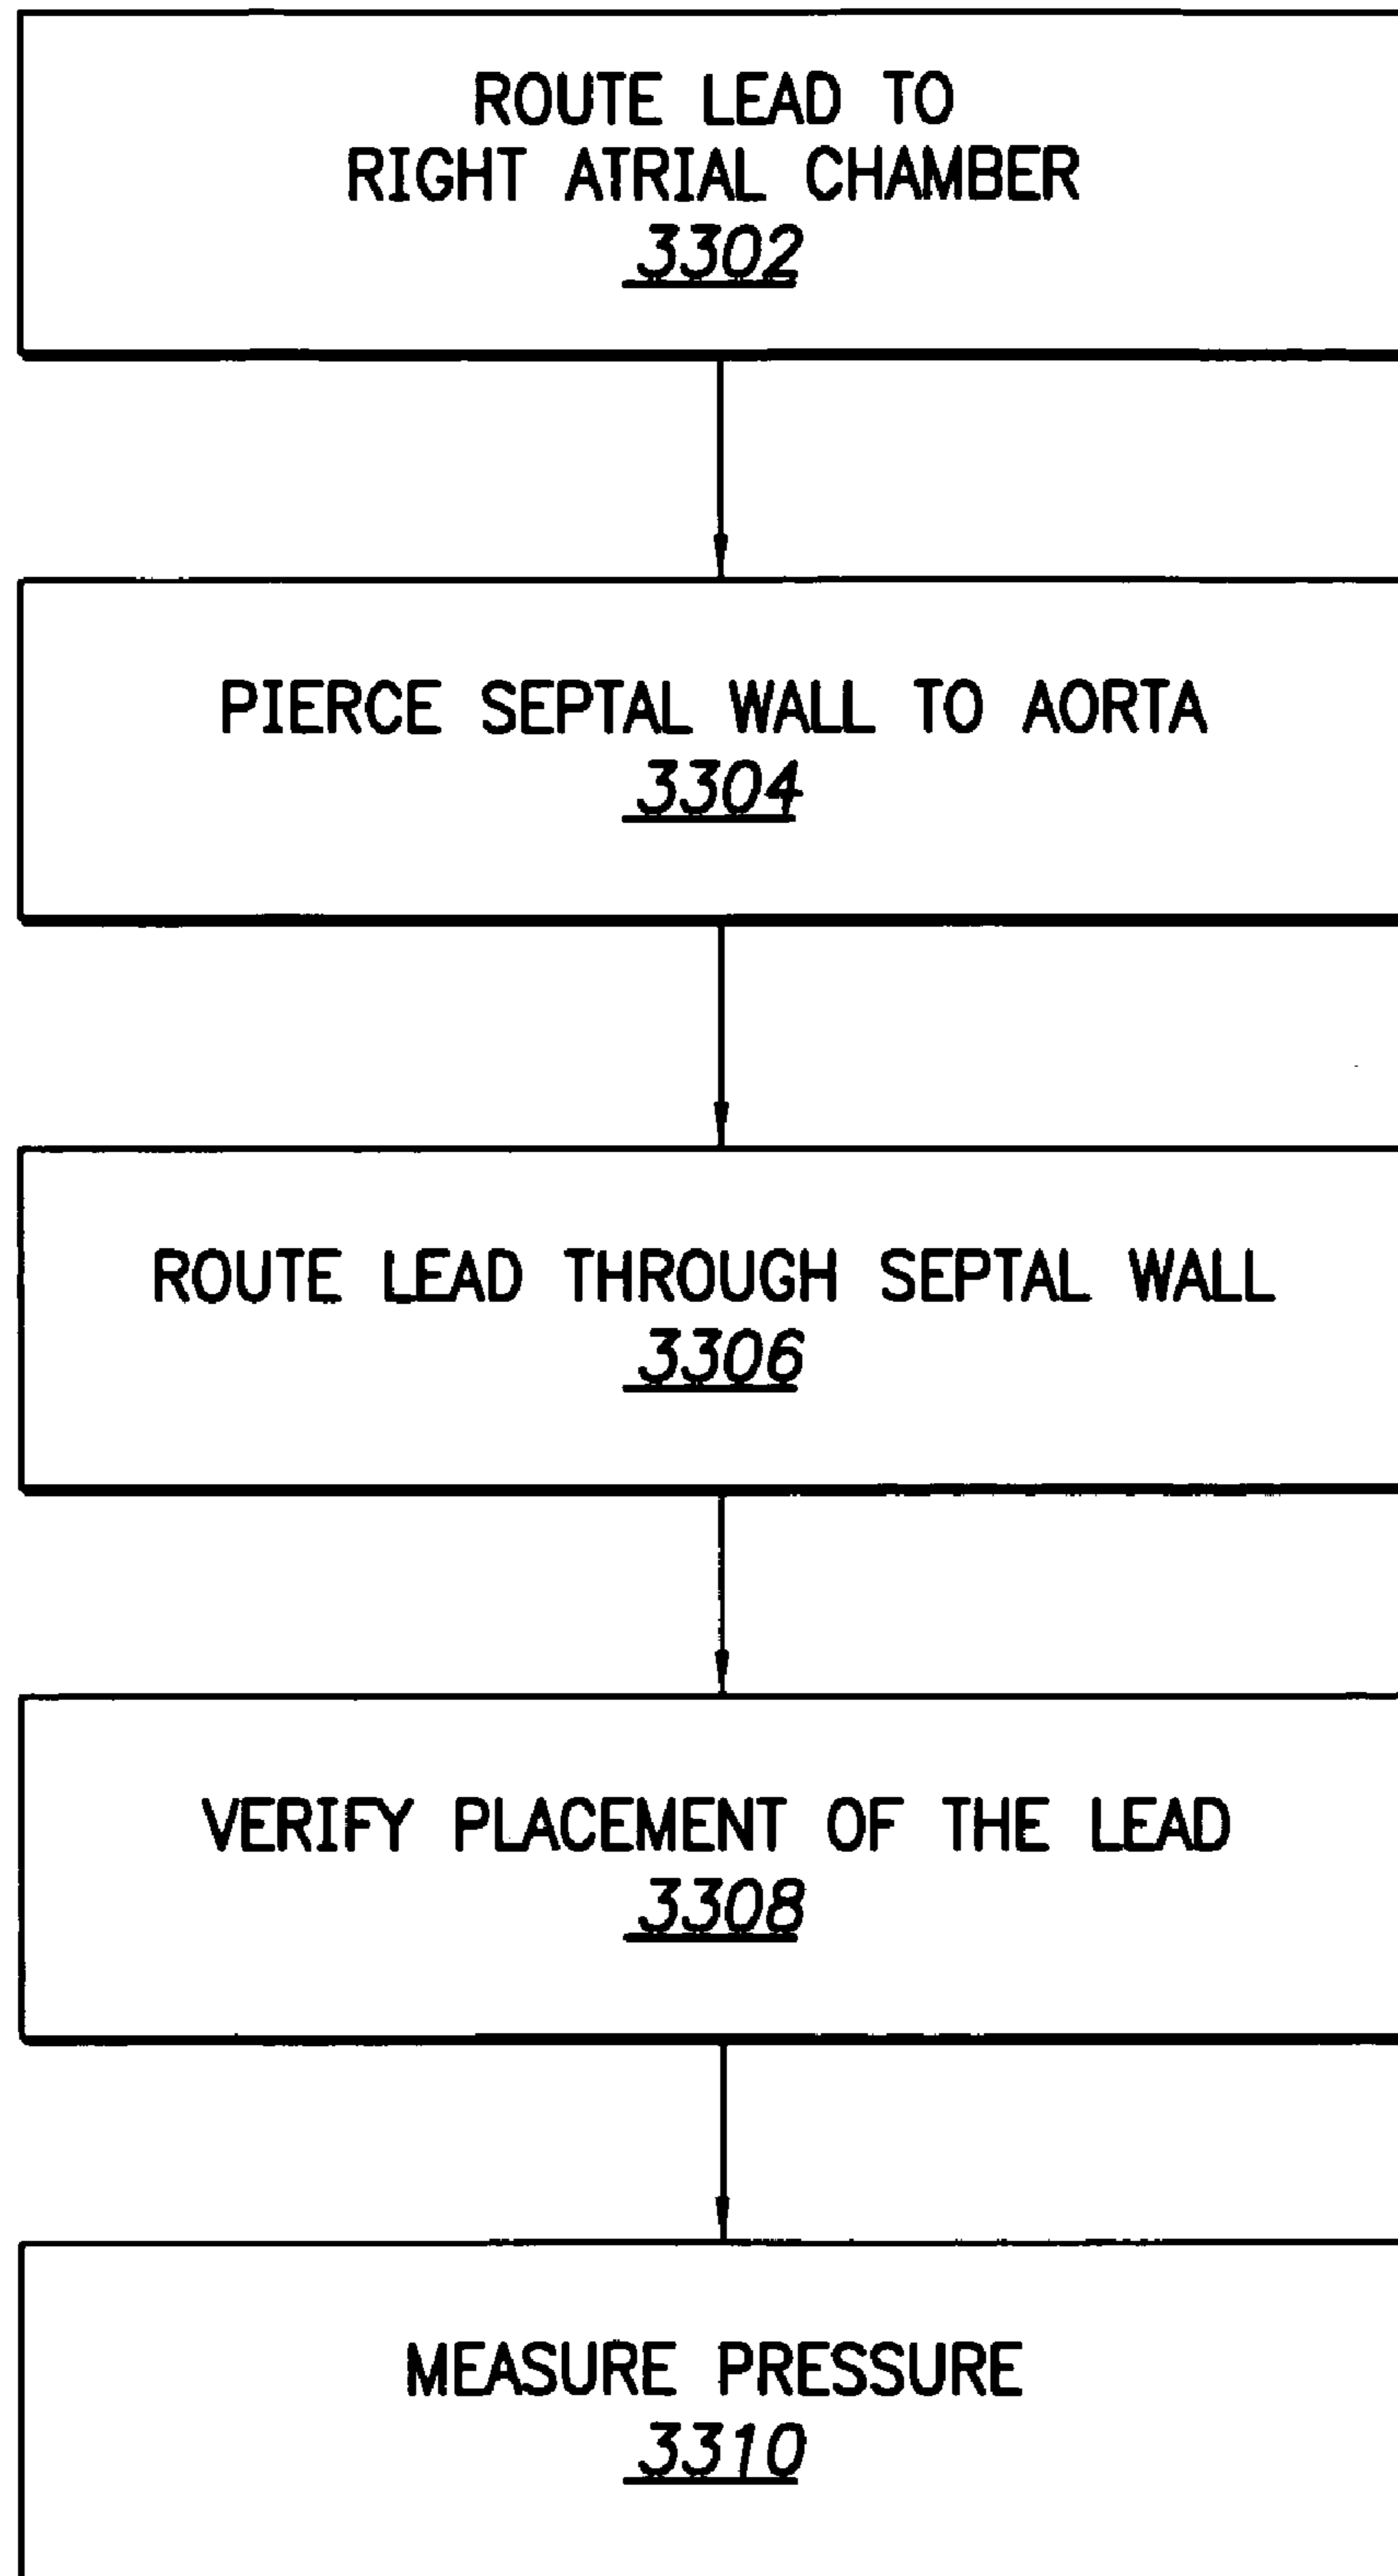 ROUTE LEAD TO
RIGHT ATRIAL CHAMBER
3302
PIERCE SEPTAL WALL TO AORTA
3304
ROUTE LEAD THROUGH SEPTAL WALL
3306
VERIFY PLACEMENT OF THE LEAD
3308
MEASURE PRESSURE
3310